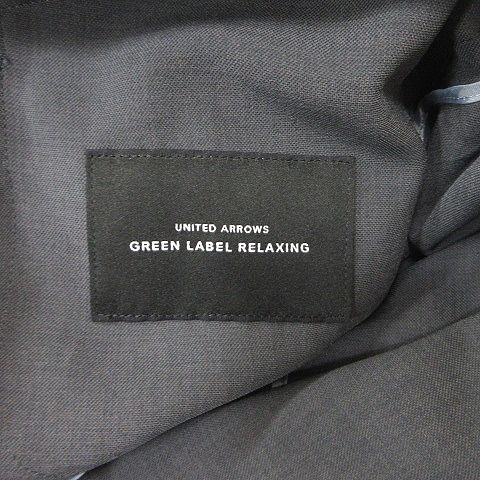 UNITED ARROWS
GREEN LABEL RELAXING